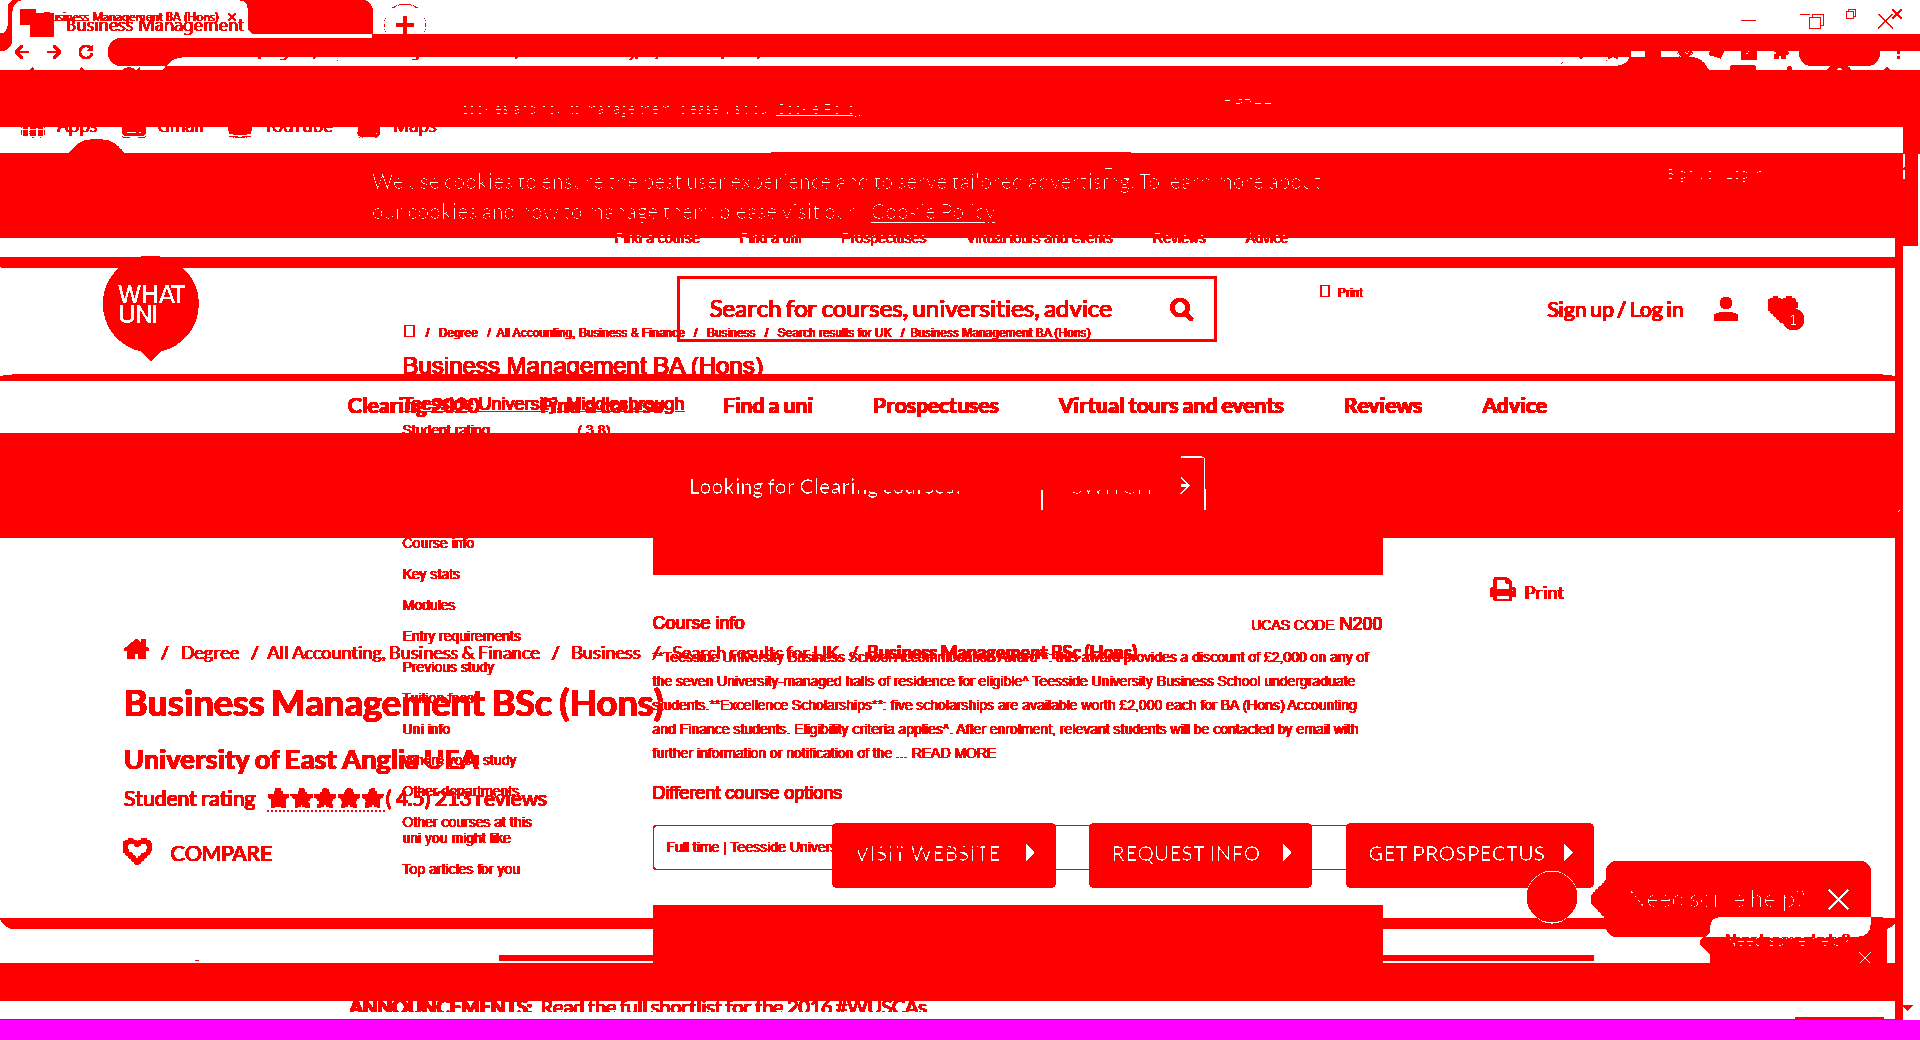 Business Management BA (Hons)
Business Management
Apps Gmail YouTube Maps
Cookie Policy
We use cookies to ensure the best user experience and to serve tailored advertising. To learn more about
our cookies and how to manage them please visit our Cookie Policy
Find a course Find a uni Prospectuses Virtual tours and events Reviews Advice
WHAT
UNI
Search for courses, universities, advice
Print
Sign up / Log in
1
/ Degree / All Accounting, Business & Finance / Business / Search results for UK / Business Management BA (Hons)
Business Management BA (Hons)
Teesside University, Middlesbrough
Clearing 2020 Find a course Find a uni Prospectuses Virtual tours and events Reviews Advice
Student rating (3.8)
Looking for Clearing courses?
SWITCH
Course info
Key stats
Print
Modules
Course info
UCAS CODE N200
Entry requirements
/ Degree / All Accounting, Business & Finance / Business / Search results for UK / Business Management BSc (Hons)
**Teesside University Business School Accommodation Award**: this award provides a discount of £2,000 on any of
the seven University-managed halls of residence for eligible^ Teesside University Business School undergraduate
students.**Excellence Scholarships**: five scholarships are available worth £2,000 each for BA (Hons) Accounting
and Finance students. Eligibility criteria applies^. After enrolment, relevant students will be contacted by email with
further information or notification of the ... READ MORE
Previous study
Tuition fees
Business Management BSc (Hons)
Uni info
University of East Anglia UEA
Where you'll study
Different course options
Other departments
Student rating ( 4.5) 213 reviews
Other courses at this
uni you might like
Full time | Teesside Univers
COMPARE
VISIT WEBSITE
REQUEST INFO
GET PROSPECTUS
Top articles for you
Need some help?
Need some help?
ANNOUNCEMENTS: Read the full shortlist for the 2016 #WUSCAs